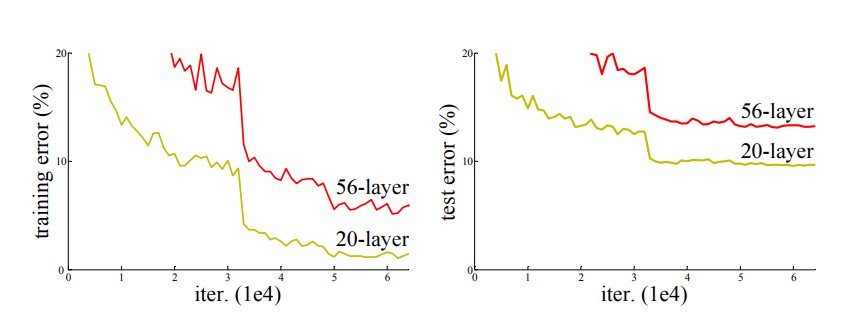 training error (%)
20
10
0
0 1 2 3 4 5 6
iter. (1e4)
56-layer
20-layer
test error (%)
20
10
0
0 1 2 3 4 5 6
iter. (1e4)
56-layer
20-layer